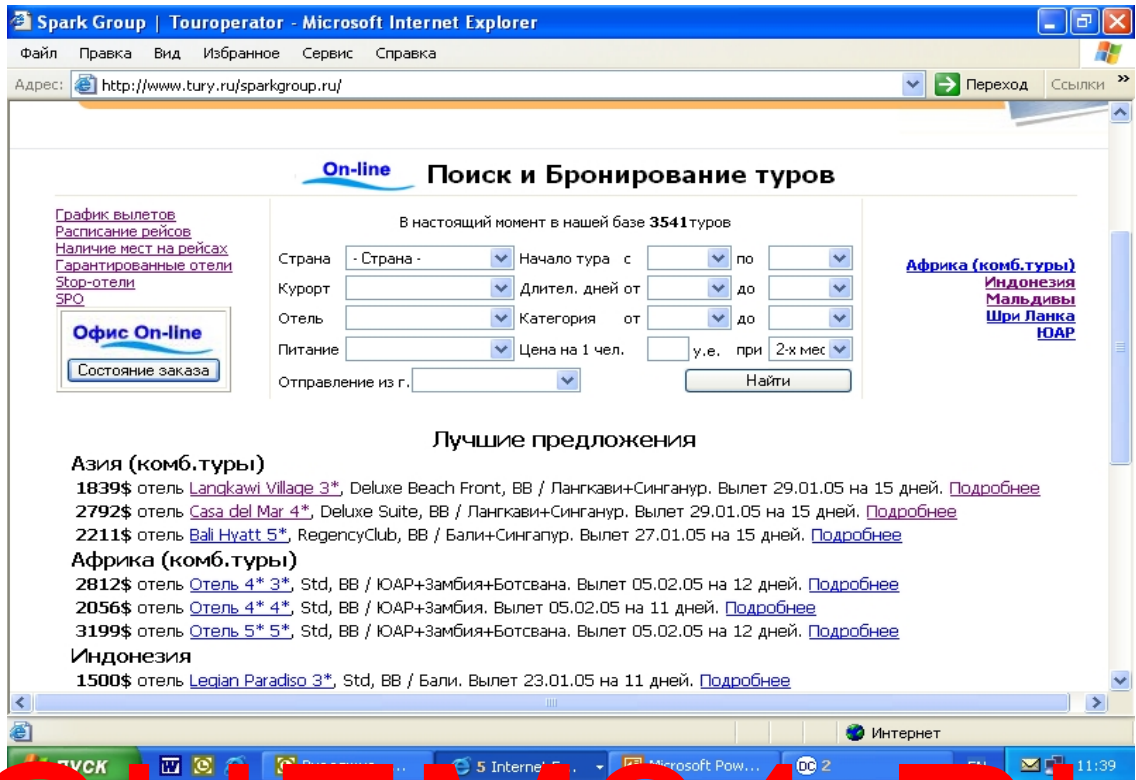 Spark Group | Touroperator - Microsoft Internet Explorer
Файл Правка Вид Избранное Сервис Справка
Адрес: http://www.tury.ru/sparkgroup.ru/ Переход Ссылки »
On-line Поиск и Бронирование туров
График вылетов
Расписание рейсов
Наличие мест на рейсах
Гарантированные отели
Stop-отели
SPO
Офис On-line
Состояние заказа
В настоящий момент в нашей базе 3541туров
Страна - Страна - Начало тура с по
Курорт Длител. дней от до
Отель Категория от до
Питание Цена на 1 чел. у.е. при 2-х мес
Отправление из г. Найти
Африка (комб.туры)
Индонезия
Мальдивы
Шри Ланка
ЮАР
Лучшие предложения
Азия (комб.туры)
1839$ отель Langkawi Village 3*, Deluxe Beach Front, BB / Лангкави+Сингапур. Вылет 29.01.05 на 15 дней. Подробнее
2792$ отель Casa del Mar 4*, Deluxe Suite, BB / Лангкави+Сингапур. Вылет 29.01.05 на 15 дней. Подробнее
2211$ отель Bali Hyatt 5*, RegencyClub, BB / Бали+Сингапур. Вылет 27.01.05 на 15 дней. Подробнее
Африка (комб.туры)
2812$ отель Отель 4* 3*, Std, BB / ЮАР+Замбия+Ботсвана. Вылет 05.02.05 на 12 дней. Подробнее
2056$ отель Отель 4* 4*, Std, BB / ЮАР+Замбия. Вылет 05.02.05 на 11 дней. Подробнее
3199$ отель Отель 5* 5*, Std, BB / ЮАР+Замбия+Ботсвана. Вылет 05.02.05 на 12 дней. Подробнее
Индонезия
1500$ отель Legian Paradiso 3*, Std, BB / Бали. Вылет 23.01.05 на 11 дней. Подробнее
Интернет
пуск 5 Internet E... Microsoft Pow... 2 11:39